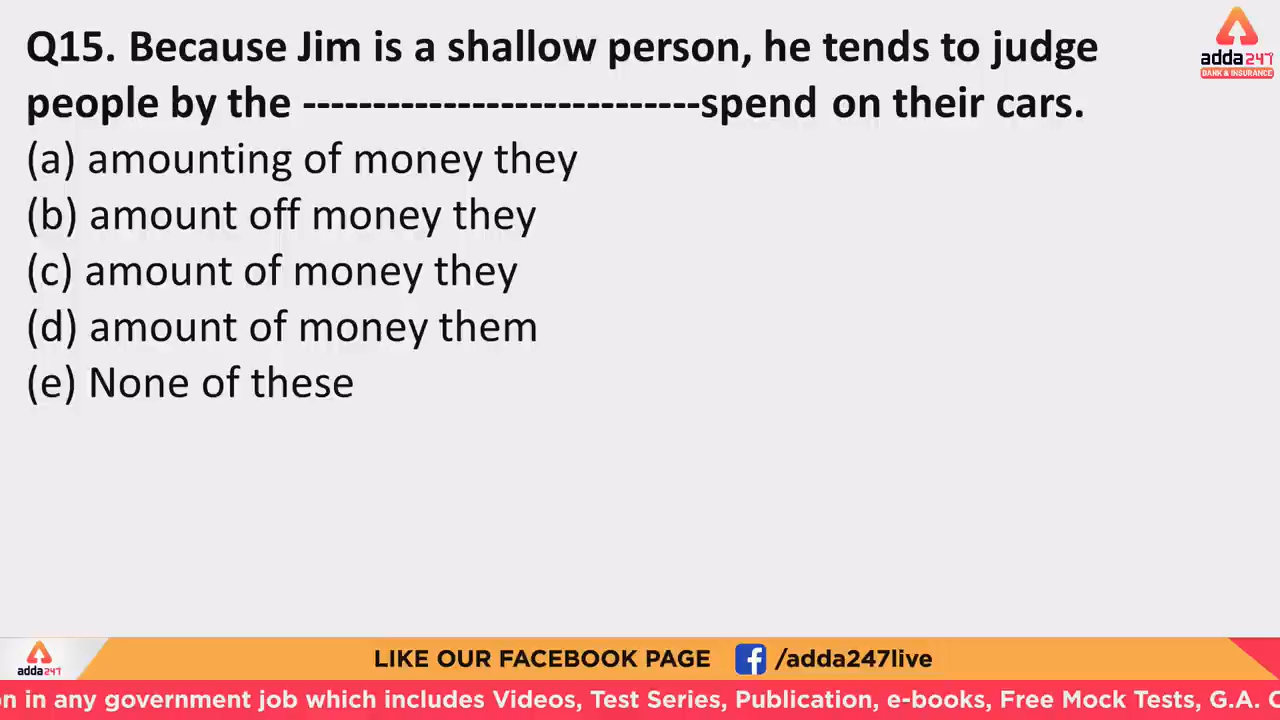 Q15. Because Jim is a shallow person, he tends to judge
people by the ----------------------------spend on their cars.
(a) amounting of money they
(b) amount off money they
(c) amount of money they
(d) amount of money them
(e) None of these
adda247
BANK & INSURANCE
adda247
LIKE OUR FACEBOOK PAGE
/adda247live
on in any government job which includes Videos, Test Series, Publication, e-books, Free Mock Tests, G.A. C